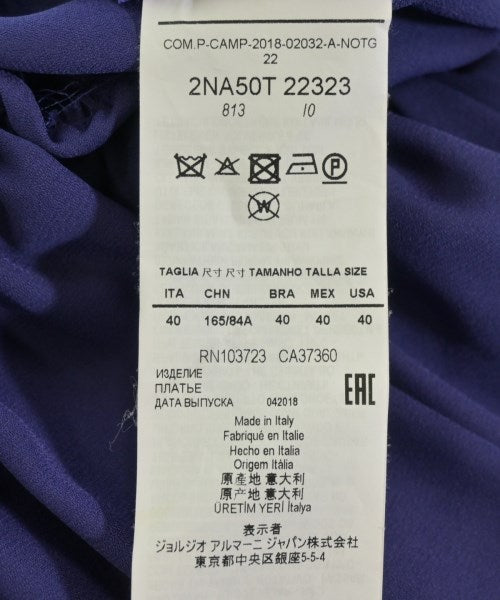 COM.P-CAMP-2018-02032-A-NOTG
22
2NA50T 22323
813 10
P
W
TAGLIA 尺寸 尺寸 TAMANHO TALLA SIZE
ITA CHN BRA MEX USA
40 165/84A 40 40 40
RN103723 CA37360
ИЗДЕЛИЕ
ПЛАТЬЕ
ДАТА ВЫПУСКА 042018
EAC
Made in Italy
Fabriqué en Italie
Hecho en Italia
Origem Itália
原產地 意大利
原产地 意大利
ÜRETİM YERİ İtalya
表示者
ジョルジオ アルマーニ ジャパン株式会社
東京都中央区銀座5-5-4